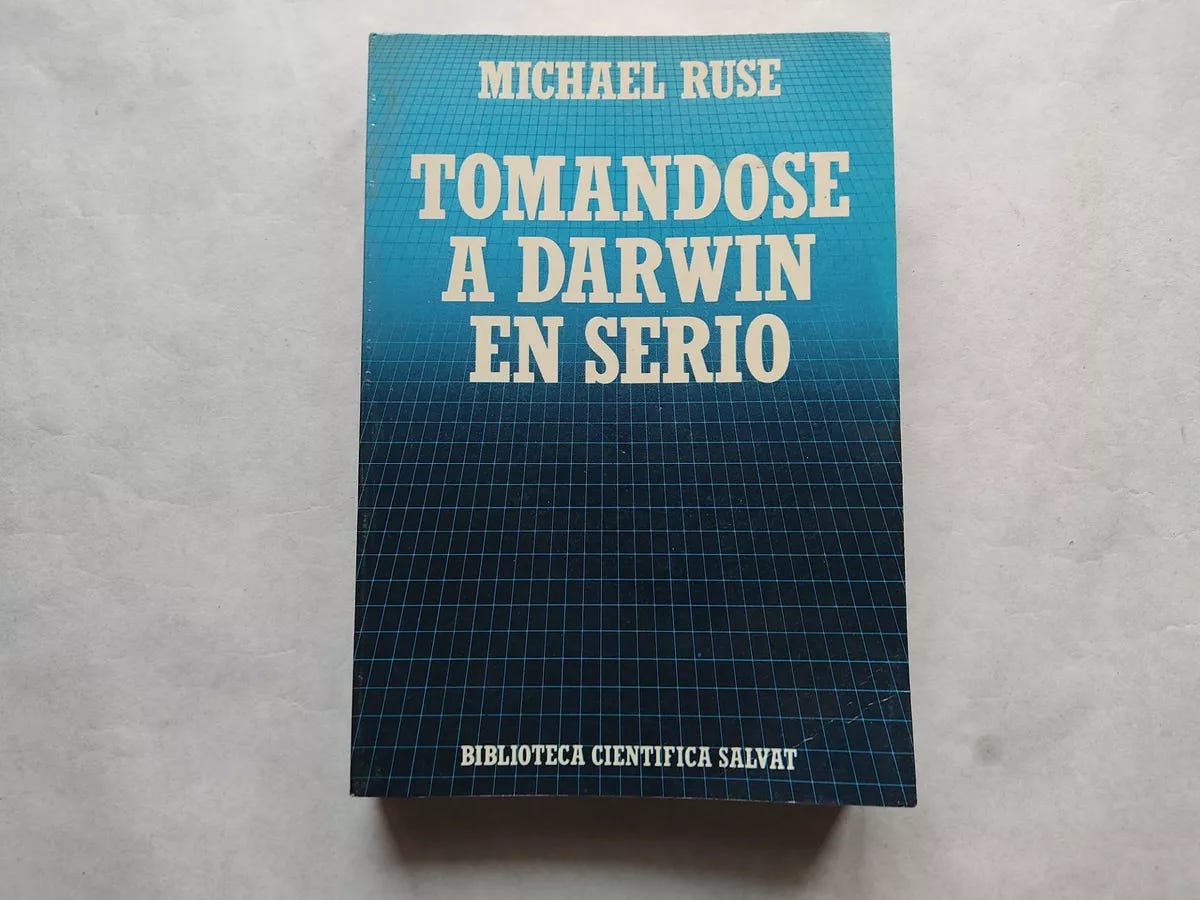 MICHAEL RUSE
TOMANDOSE
A DARWIN
EN SERIO
BIBLIOTECA CIENTIFICA SALVAT